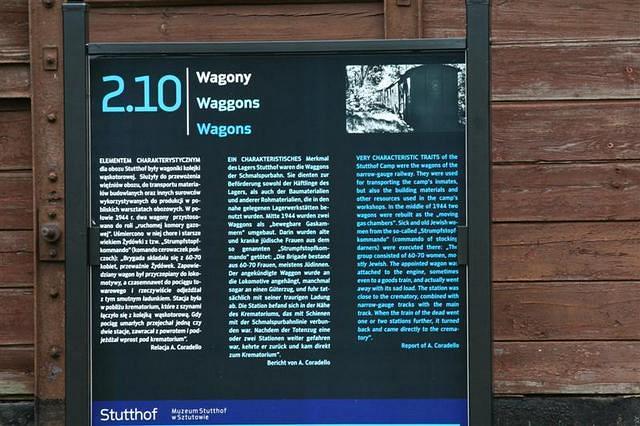 2.10
Wagony
Waggons
Wagons
ELEMENTEM CHARAKTERYSTYCZNYM
dla obozu Stutthof były wagoniki kolejki
wąskotorowej. Służyły do przewożenia
więźniów obozu, do transportu materia-
łów budowlanych oraz innych surowców
wykorzystywanych do produkcji w po-
bliskich warsztatach obozowych. W po-
łowie 1944 r. dwa wagony przystoso-
wano do roli „ruchomej komory gazo-
wej". Uśmiercono w niej chore i starsze
wiekiem Żydówki z tzw. „Strumpfstopf-
kommando" (komando cerowaczek poń-
czoch): „Brygada składała się z 60-70
kobiet, przeważnie Żydówek. Zapowie-
dziany wagon był przyczepiany do loko-
motywy, a czasem nawet do pociągu to-
warowego i rzeczywiście odjeżdżał
z tym smutnym ładunkiem. Stacja była
w pobliżu krematorium, które z szynami
łączyło się z kolejką wąskotorową. Gdy
pociąg umarłych przejechał jedną czy
dwie stacje, zawracał z powrotem i pod-
jeżdżał wprost pod krematorium".
Relacja A. Coradello
EIN CHARAKTERISTISCHES Merkmal
des Lagers Stutthof waren die Waggons
der Schmalspurbahn. Sie dienten zur
Beförderung sowohl der Häftlinge des
Lagers, als auch der Baumaterialien
und anderer Rohmaterialien, die in den
nahe gelegenen Lagerwerkstätten be-
nutzt wurden. Mitte 1944 wurden zwei
Waggons als „bewegbare Gaskam-
mern" umgebaut. Darin wurden alte
und kranke jüdische Frauen aus dem
so genannten „Strumpfstopfkom-
mando" getötet: „Die Brigade bestand
aus 60-70 Frauen, meistens Jüdinnen.
Der angekündigte Waggon wurde an
die Lokomotive angehängt, manchmal
sogar an einen Güterzug, und fuhr tat-
sächlich mit seiner traurigen Ladung
ab. Die Station befand sich in der Nähe
des Krematoriums, das mit Schienen
mit der Schmalspurbahnlinie verbun-
den war. Nachdem der Totenzug eine
oder zwei Stationen weiter gefahren
war, kehrte er zurück und kam direkt
zum Krematorium".
Bericht von A. Coradello
VERY CHARACTERISTIC TRAITS of the
Stutthof Camp were the wagons of the
narrow-gauge railway. They were used
for transporting the camp's inmates,
but also the building materials and
other resources used in the camp's
workshops. In the middle of 1944 two
wagons were rebuilt as the „moving
gas chambers". Sick and old Jewish wo-
men from the so-called „Strumpfstopf
kommando" (commando of stocking
darners) were executed there: „The
group consisted of 60-70 women, mo-
stly Jewish. The appointed wagon was
attached to the engine, sometimes
even to a goods train, and actually went
away with its sad load. The station was
close to the crematory, combined with
narrow-gauge tracks with the main
track. When the train of the dead went
one or two stations further, it turned
back and came directly to the crema-
tory".
Report of A. Coradello
Stutthof
Muzeum Stutthof
w Sztutowie